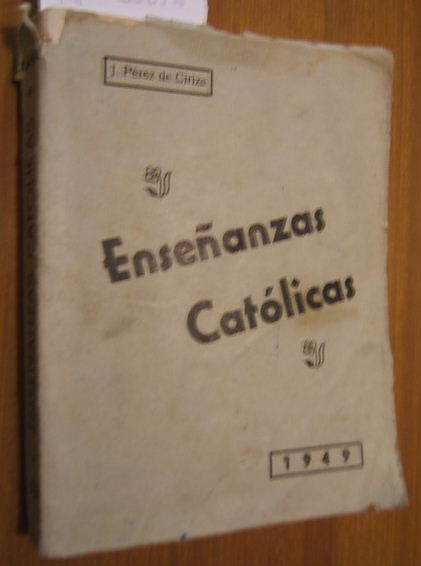 J. Pérez de Ciriza
Enseñanzas
Católicas
1949